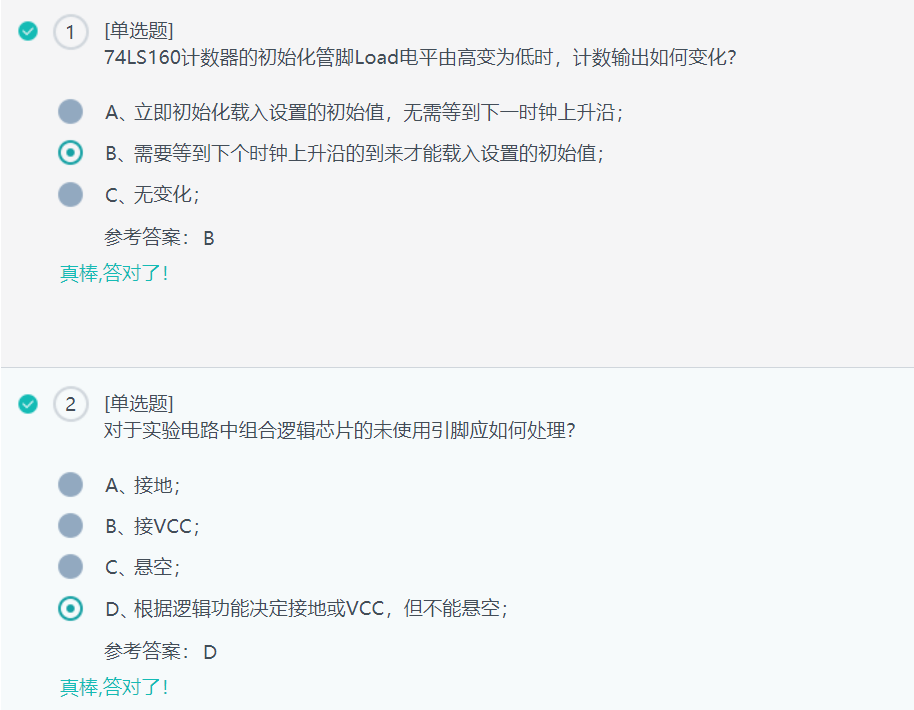 1
[单选题]
74LS160计数器的初始化管脚Load电平由高变为低时，计数输出如何变化？
A、立即初始化载入设置的初始值，无需等到下一时钟上升沿；
B、需要等到下个时钟上升沿的到来才能载入设置的初始值；
C、无变化；
参考答案： B
真棒,答对了！
2
[单选题]
对于实验电路中组合逻辑芯片的未使用引脚应如何处理？
A、接地；
B、接VCC；
C、悬空；
D、根据逻辑功能决定接地或VCC，但不能悬空；
参考答案： D
真棒,答对了！